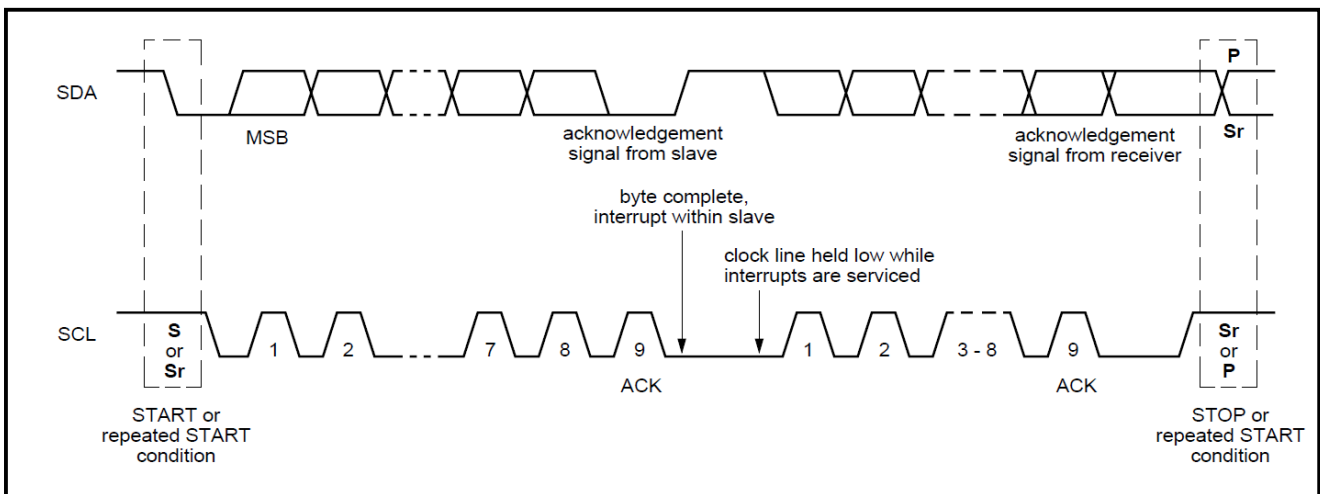 P
SDA
Sr
MSB
acknowledgement
signal from slave
acknowledgement
signal from receiver
byte complete,
interrupt within slave
clock line held low while
interrupts are serviced
SCL
S
or
Sr
1
2
7
8
9
1
2
3 - 8
9
Sr
or
P
ACK
ACK
START or
repeated START
condition
STOP or
repeated START
condition